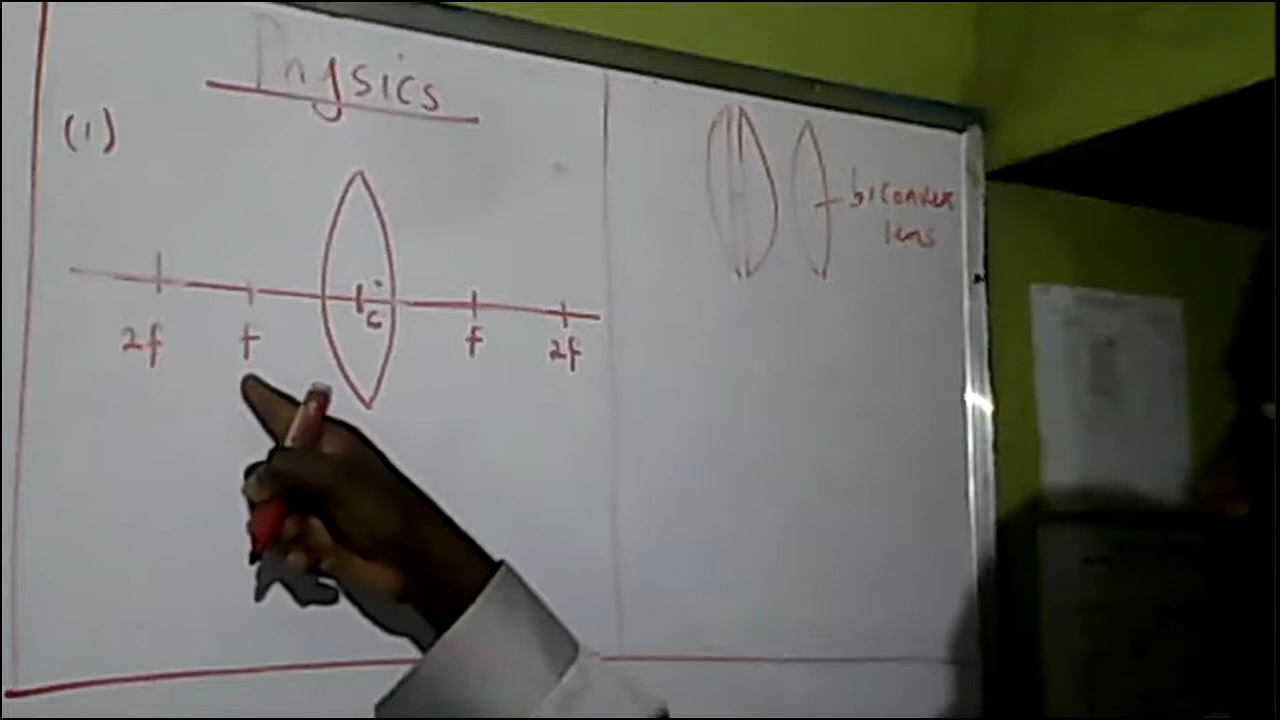 Physics
(1)
2f f c f 2f
biconvex
lens